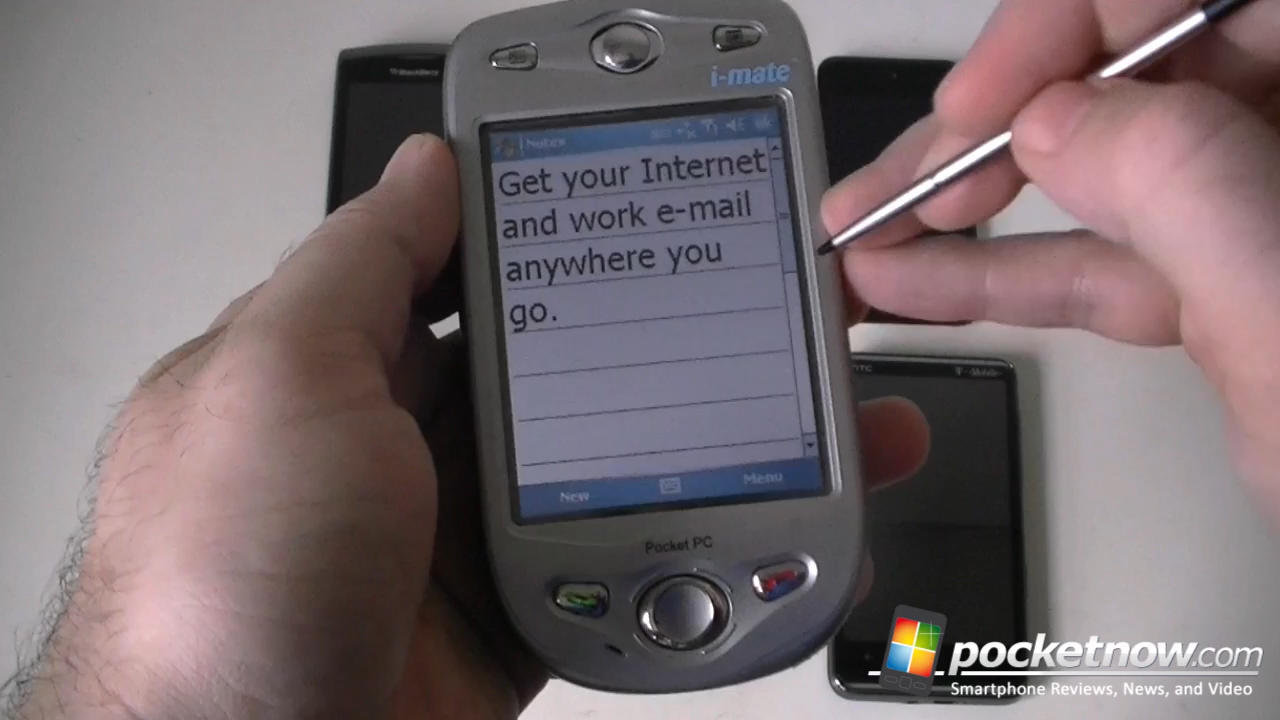 BlackBerry
i-mate
Notes
Get your Internet
and work e-mail
anywhere you
go.
New
Menu
Pocket PC
HTC
T-Mobile
pocketnow.com
Smartphone Reviews, News, and Video